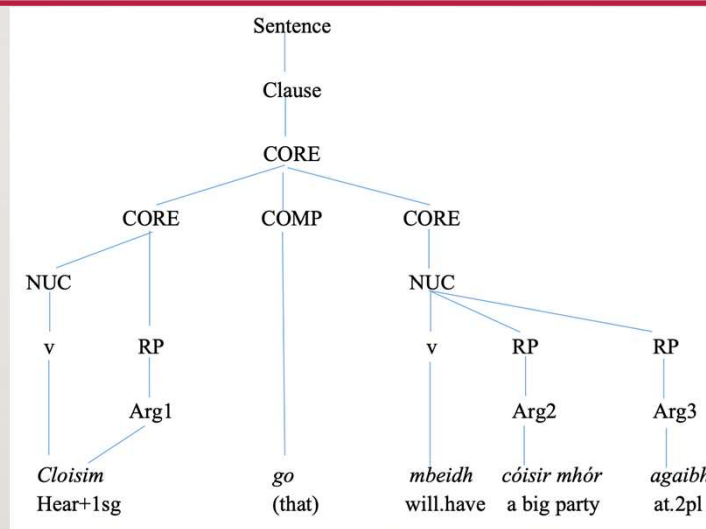 Sentence
Clause
CORE
CORE COMP CORE
NUC NUC
v RP v RP RP
Arg1 Arg2 Arg3
Cloisim go mbeidh cóisir mhór agaibh
Hear+1sg (that) will.have a big party at.2pl